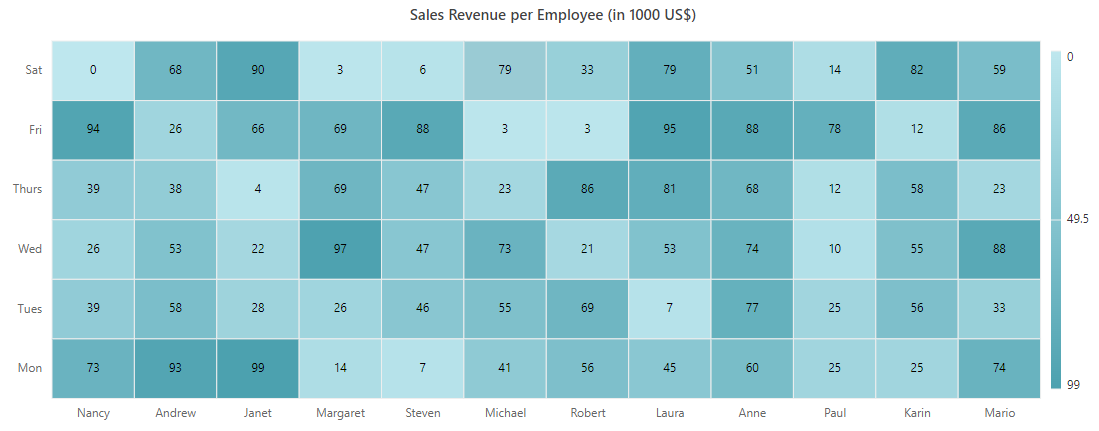 Sales Revenue per Employee (in 1000 US$)
Sat 0 68 90 3 6 79 33 79 51 14 82 59
0
Fri 94 26 66 69 88 3 3 95 88 78 12 86
Thurs 39 38 4 69 47 23 86 81 68 12 58 23
49.5
Wed 26 53 22 97 47 73 21 53 74 10 55 88
Tues 39 58 28 26 46 55 69 7 77 25 56 33
Mon 73 93 99 14 7 41 56 45 60 25 25 74
99
Nancy Andrew Janet Margaret Steven Michael Robert Laura Anne Paul Karin Mario